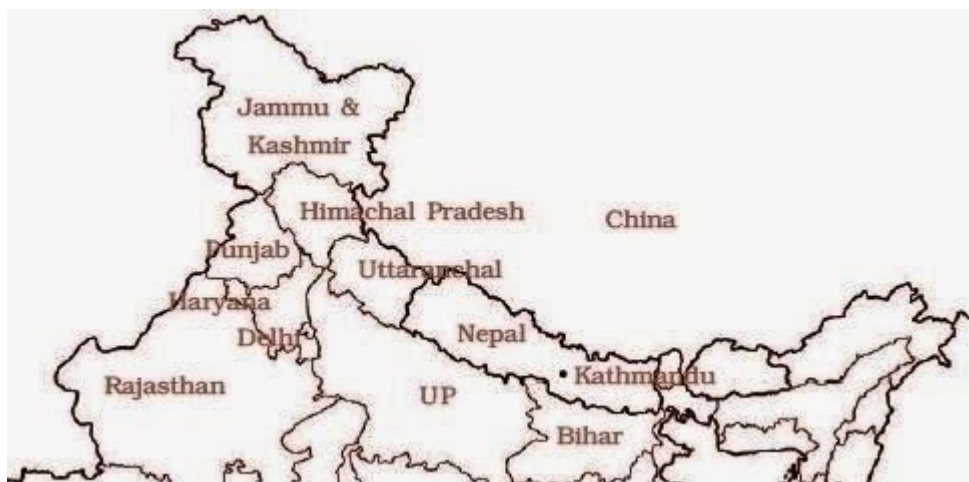 Jammu &
Kashmir
Himachal Pradesh
China
Punjab
Uttaranchal
Haryana
Nepal
Delhi
Kathmandu
Rajasthan
UP
Bihar